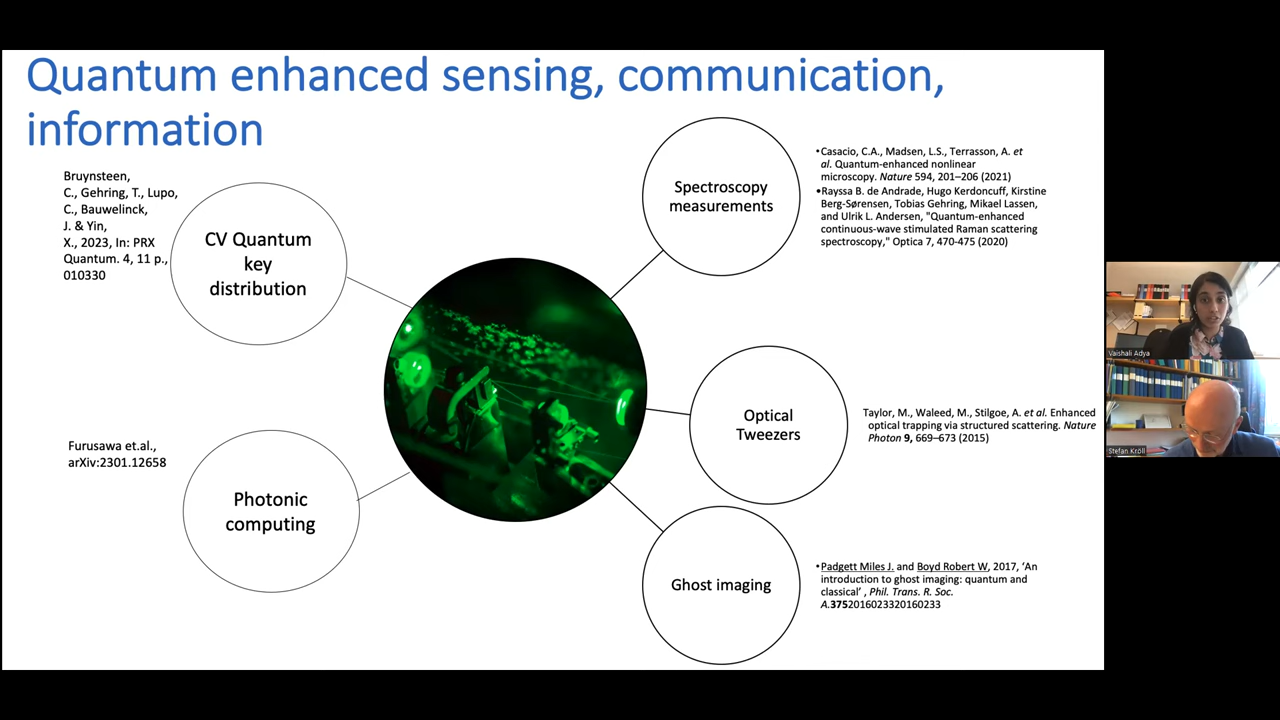 Quantum enhanced sensing, communication,
information
Bruynsteen,
C., Gehring, T., Lupo,
C., Bauwelinck,
J. & Yin,
X., 2023, In: PRX
Quantum. 4, 11 p.,
010330
CV Quantum
key
distribution
Furusawa et.al.,
arXiv:2301.12658
Photonic
computing
Spectroscopy
measurements
•Casacio, C.A., Madsen, L.S., Terrasson, A. et
al. Quantum-enhanced nonlinear
microscopy. Nature 594, 201–206 (2021)
•Rayssa B. de Andrade, Hugo Kerdoncuff, Kirstine
Berg-Sørensen, Tobias Gehring, Mikael Lassen,
and Ulrik L. Andersen, "Quantum-enhanced
continuous-wave stimulated Raman scattering
spectroscopy," Optica 7, 470-475 (2020)
Optical
Tweezers
Taylor, M., Waleed, M., Stilgoe, A. et al. Enhanced
optical trapping via structured scattering. Nature
Photon 9, 669–673 (2015)
Ghost imaging
•Padgett Miles J. and Boyd Robert W, 2017, ‘An
introduction to ghost imaging: quantum and
classical’ , Phil. Trans. R. Soc.
A.3752016023320160233
Vaishali Adya
Stefan Kröll